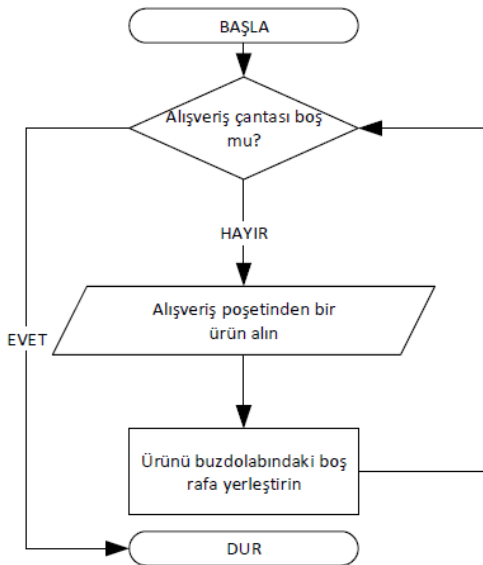 BAŞLA
Alışveriş çantası boş
mu?
HAYIR
Alışveriş poşetinden bir
ürün alın
EVET
Ürünü buzdolabındaki boş
rafa yerleştirin
DUR